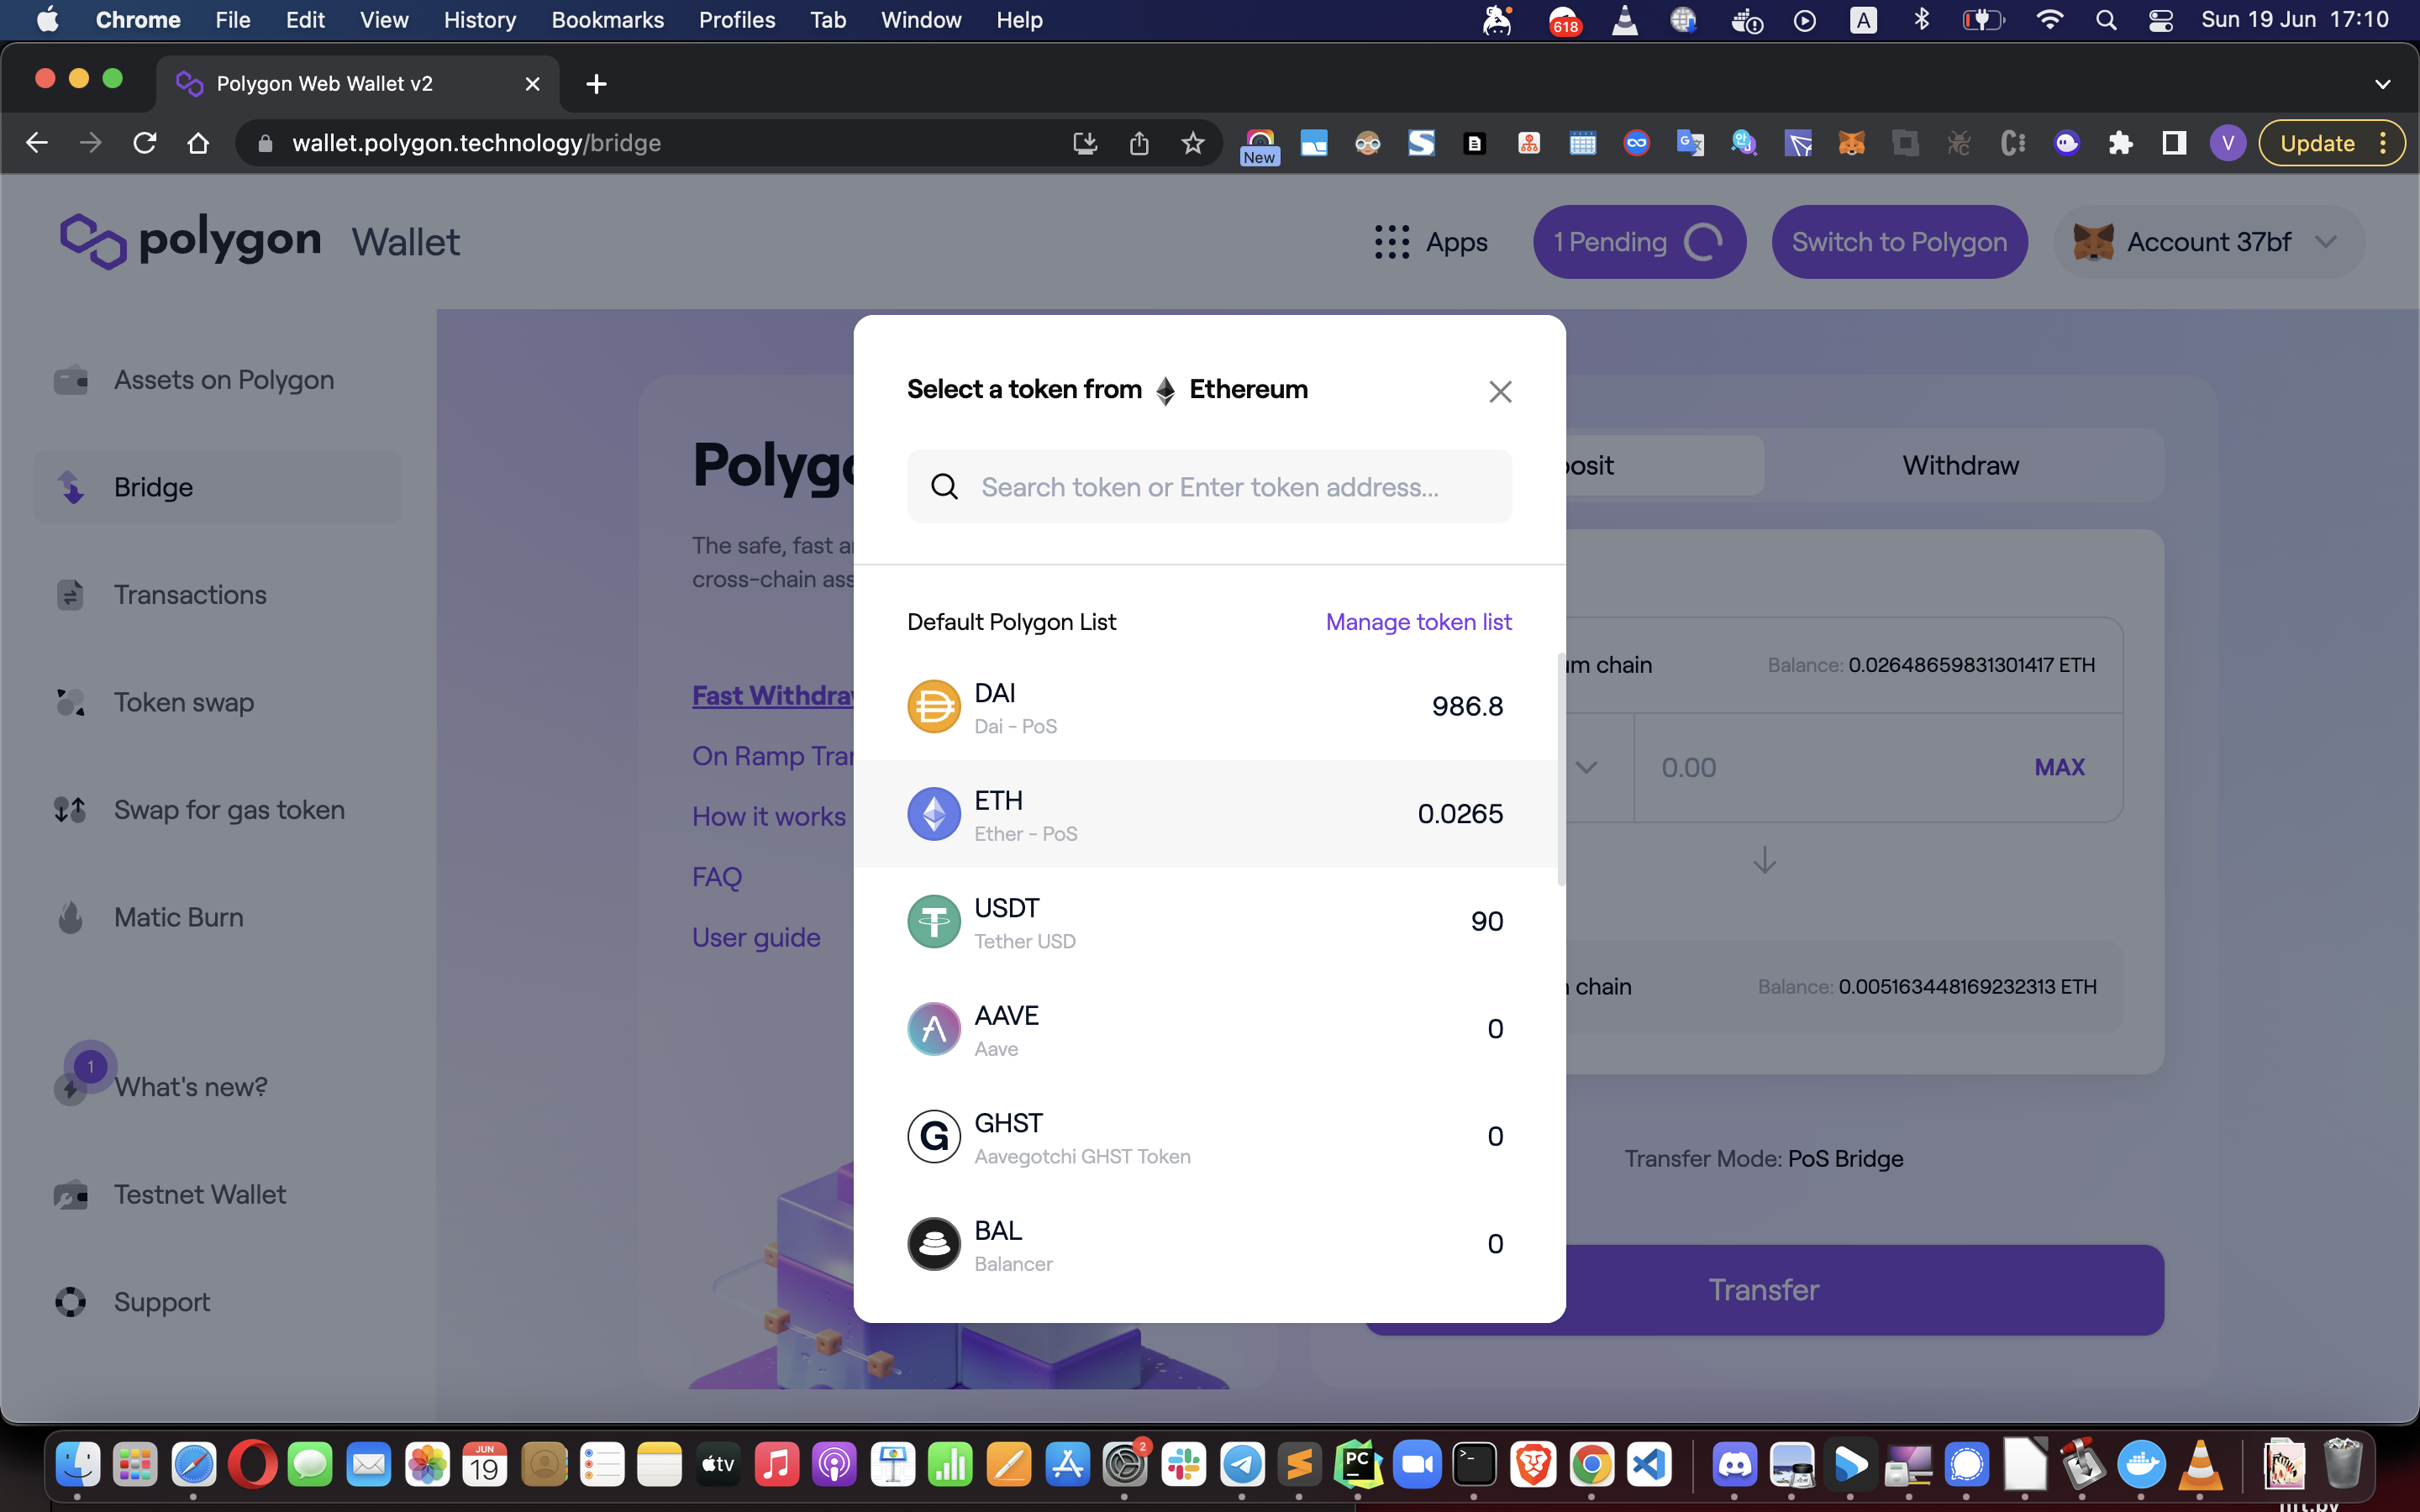 Chrome File Edit View History Bookmarks Profiles Tab Window Help
618
A
Sun 19 Jun 17:10
Polygon Web Wallet v2
wallet.polygon.technology/bridge
New
V
Update
polygon Wallet
Apps
1 Pending
Switch to Polygon
Account 37bf
Assets on Polygon
Bridge
Transactions
Token swap
Swap for gas token
Matic Burn
1
What's new?
Testnet Wallet
Support
The safe, fast
cross-chain
Fast
On Ramp
How it works
FAQ
User guide
Select a token from Ethereum
Search token or Enter token address...
Default Polygon List
Manage token list
DAI
Dai - PoS
986.8
ETH
Ether - PoS
0.0265
USDT
Tether USD
90
AAVE
Aave
0
GHST
Aavegotchi GHST Token
0
BAL
Balancer
0
Withdraw
chain
Balance: 0.02648659831301417 ETH
0.00
MAX
chain
Balance: 0.005163448169232313 ETH
Transfer Mode: PoS Bridge
Transfer
JUN
19
tv
2
PC